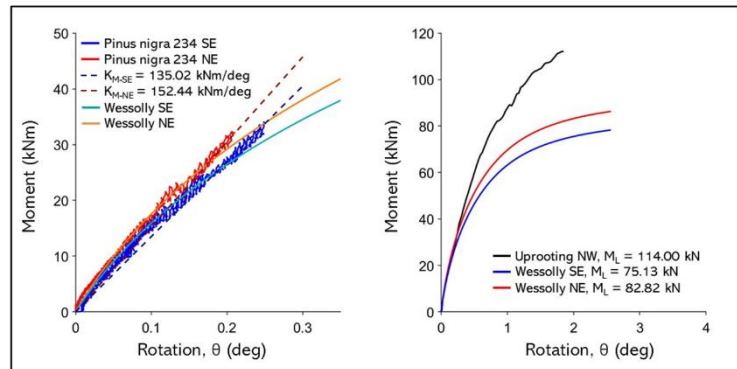 50
40
30
20
10
0
Moment (kNm)
Pinus nigra 234 SE
Pinus nigra 234 NE
KM-SE = 135.02 kNm/deg
KM-NE = 152.44 kNm/deg
Wessolly SE
Wessolly NE
0
0.1
0.2
0.3
Rotation, θ (deg)
120
100
80
60
40
20
0
Moment (kNm)
Uprooting NW, ML = 114.00 kN
Wessolly SE, ML = 75.13 kN
Wessolly NE, ML = 82.82 kN
0
1
2
3
4
Rotation, θ (deg)